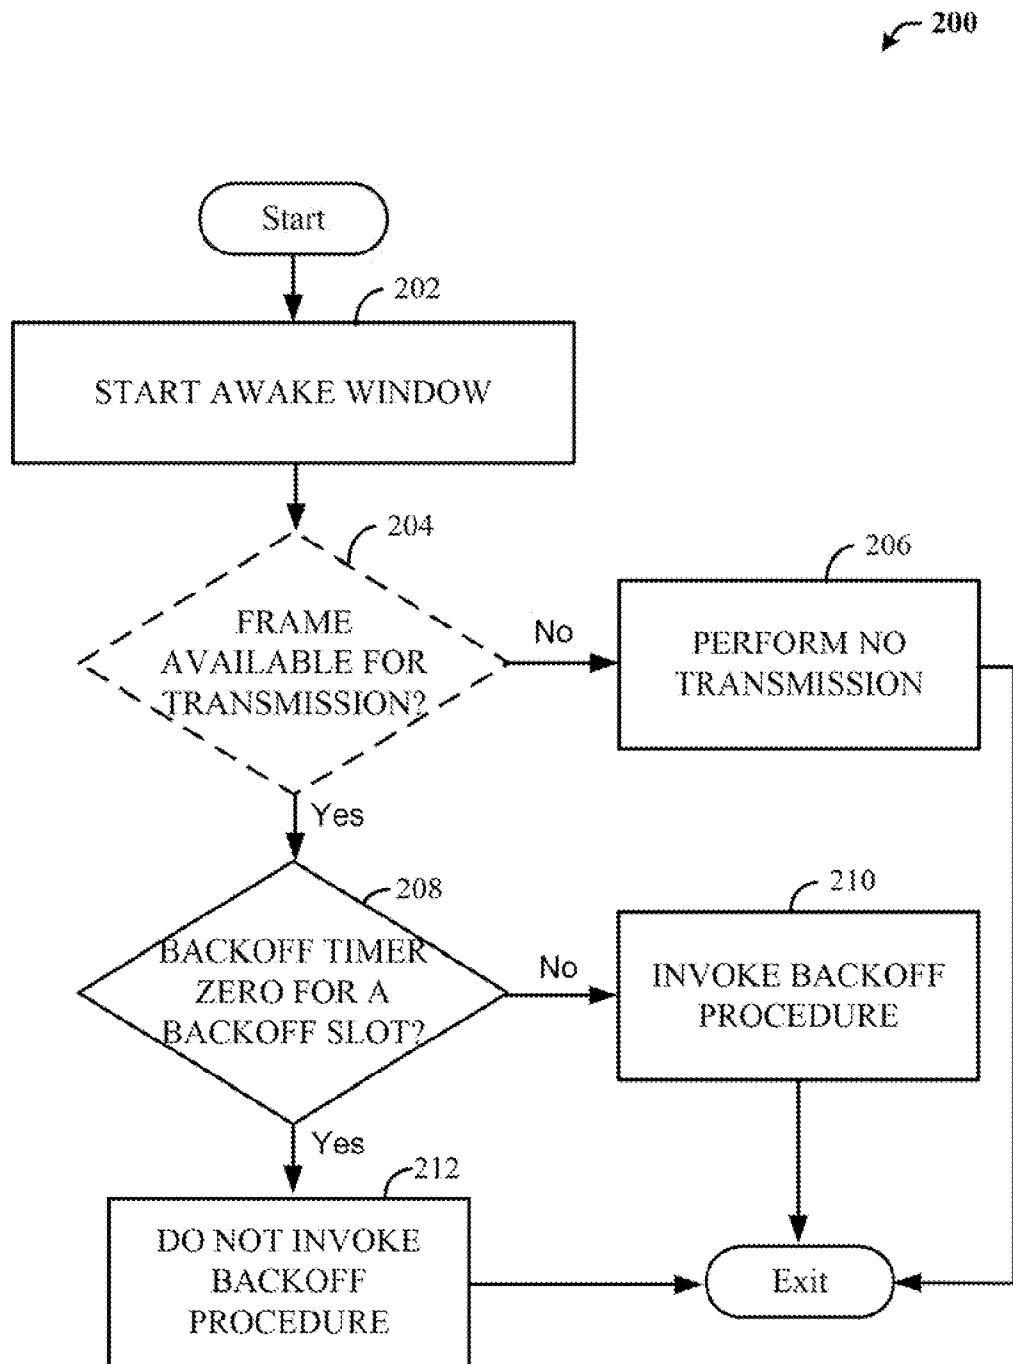 200
Start
202
START AWAKE WINDOW
204
FRAME
AVAILABLE FOR
TRANSMISSION?
No
206
PERFORM NO
TRANSMISSION
Yes
208
BACKOFF TIMER
ZERO FOR A
BACKOFF SLOT?
No
210
INVOKE BACKOFF
PROCEDURE
Yes
212
DO NOT INVOKE
BACKOFF
PROCEDURE
Exit